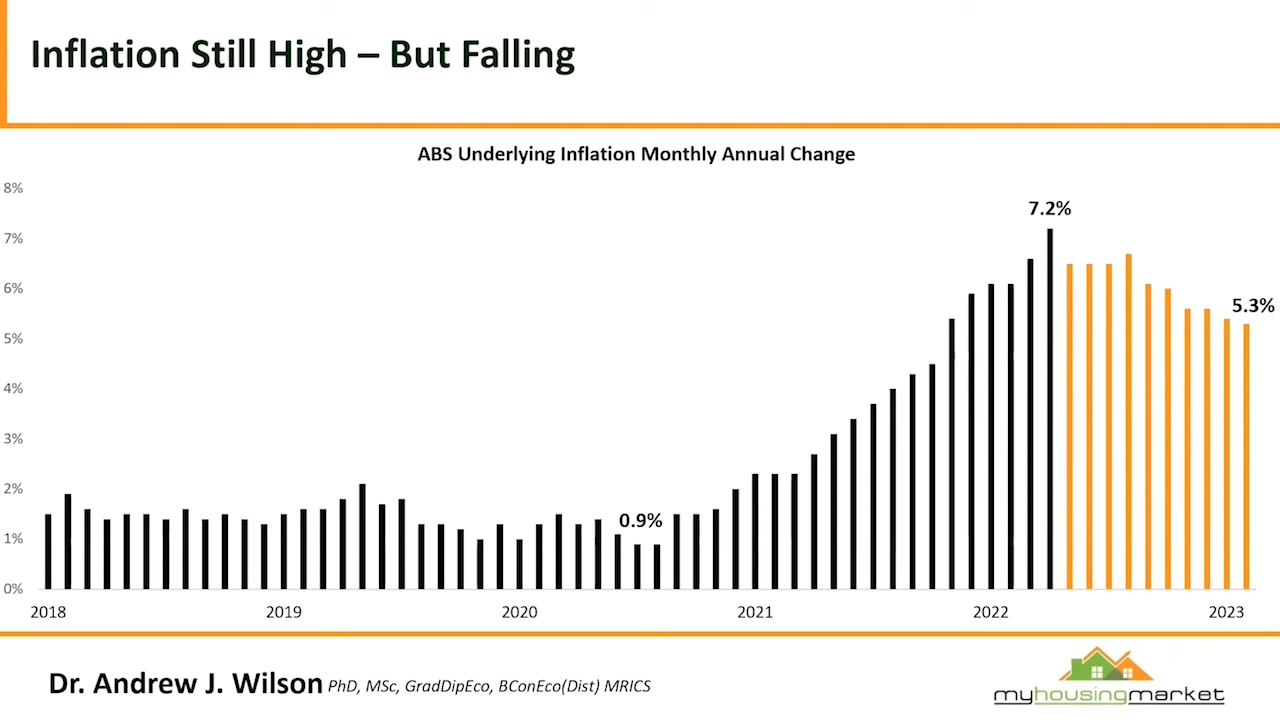 Inflation Still High – But Falling
ABS Underlying Inflation Monthly Annual Change
8%
7%
6%
5%
4%
3%
2%
1%
0%
7.2%
5.3%
0.9%
2018 2019 2020 2021 2022 2023
Dr. Andrew J. Wilson PhD, MSc, GradDipEco, BConEco(Dist) MRICS
myhousingmarket